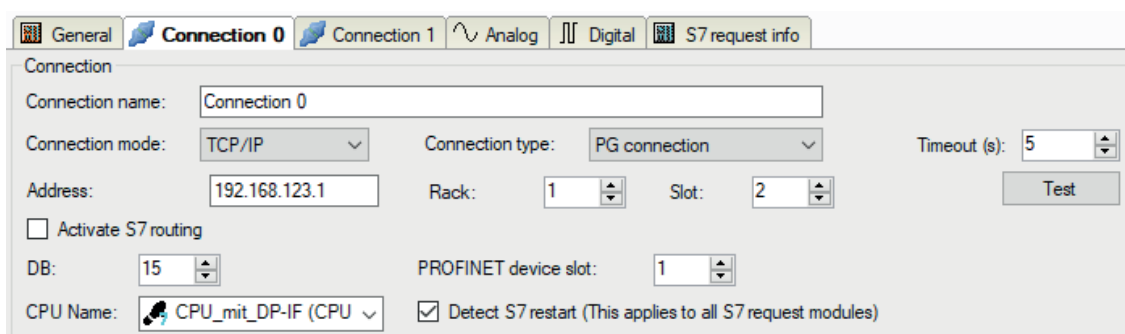 General Connection 0 Connection 1 Analog Digital S7 request info
Connection
Connection name: Connection 0
Connection mode: TCP/IP Connection type: PG connection Timeout (s): 5
Address: 192.168.123.1 Rack: 1 Slot: 2 Test
Activate S7 routing
DB: 15 PROFINET device slot: 1
CPU Name: CPU_mit_DP-IF (CPU Detect S7 restart (This applies to all S7 request modules)